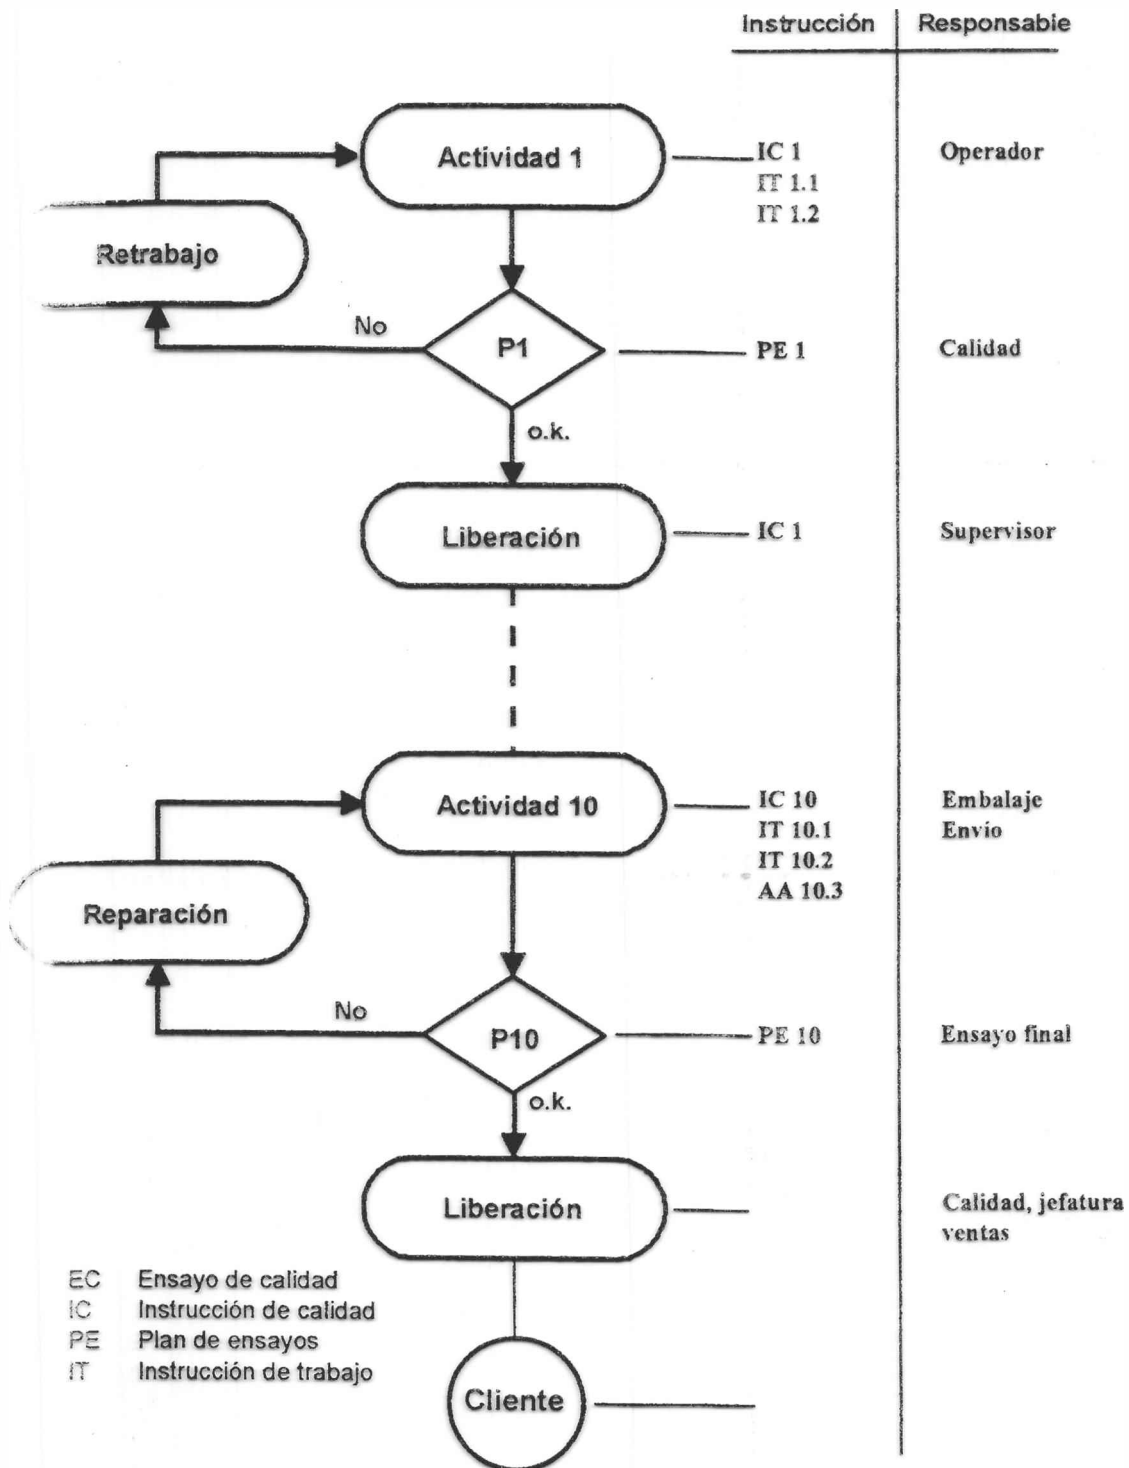 Instrucción Responsable
Actividad 1 IC 1 Operador
IT 1.1
IT 1.2
Retrabajo
No
P1 PE 1 Calidad
o.k.
Liberación IC 1 Supervisor
Actividad 10 IC 10 Embalaje
IT 10.1 Envío
IT 10.2
AA 10.3
Reparación
No
P10 PE 10 Ensayo final
o.k.
Liberación Calidad, jefatura
ventas
EC Ensayo de calidad
IC Instrucción de calidad
PE Plan de ensayos
IT Instrucción de trabajo
Cliente